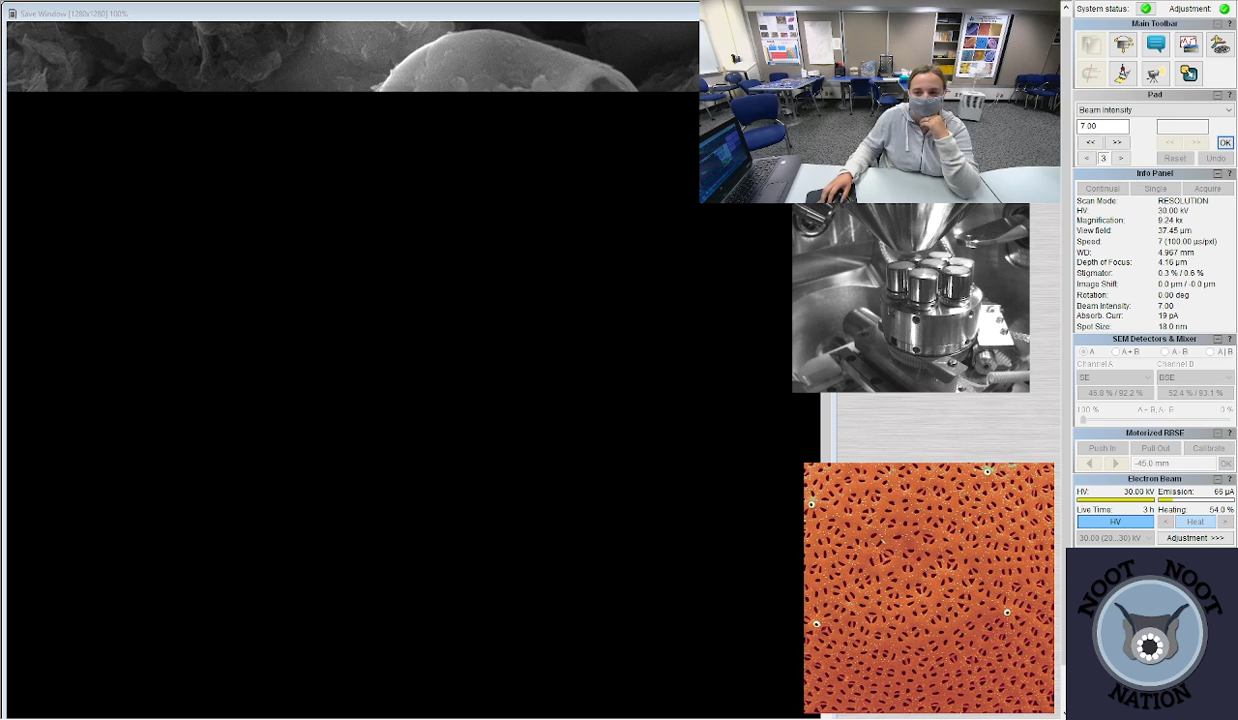 Save Window [1280x1280] 100%
System status: Adjustment:
Main Toolbar
Pad
Beam Intensity
7.00
<< >> << >> OK
< 3 > Reset Undo
Info Panel
Continual Single Acquire
Scan Mode: RESOLUTION
HV: 30.00 kV
Magnification: 9.24 kx
View field: 37.45 µm
Speed: 7 (100.00 µs/pxl)
WD: 4.967 mm
Depth of Focus: 4.16 µm
Stigmator: 0.3 % / 0.6 %
Image Shift: 0.0 µm / -0.0 µm
Rotation: 0.00 deg
Beam Intensity: 7.00
Absorb. Curr: 19 pA
Spot Size: 18.0 nm
SEM Detectors & Mixer
A A+B A-B A|B
Channel A Channel B
SE BSE
45.8 % / 92.2 % 52.4 % / 93.1 %
100 % A+B, A-B 0 %
Motorized RBSE
Push In Pull Out Calibrate
-45.0 mm OK
Electron Beam
HV: 30.00 kV Emission: 66 µA
Live Time: 3 h Heating: 54.0 %
HV < Heat >
30.00 (20...30) kV Adjustment >>>
NOOT NOOT
NATION